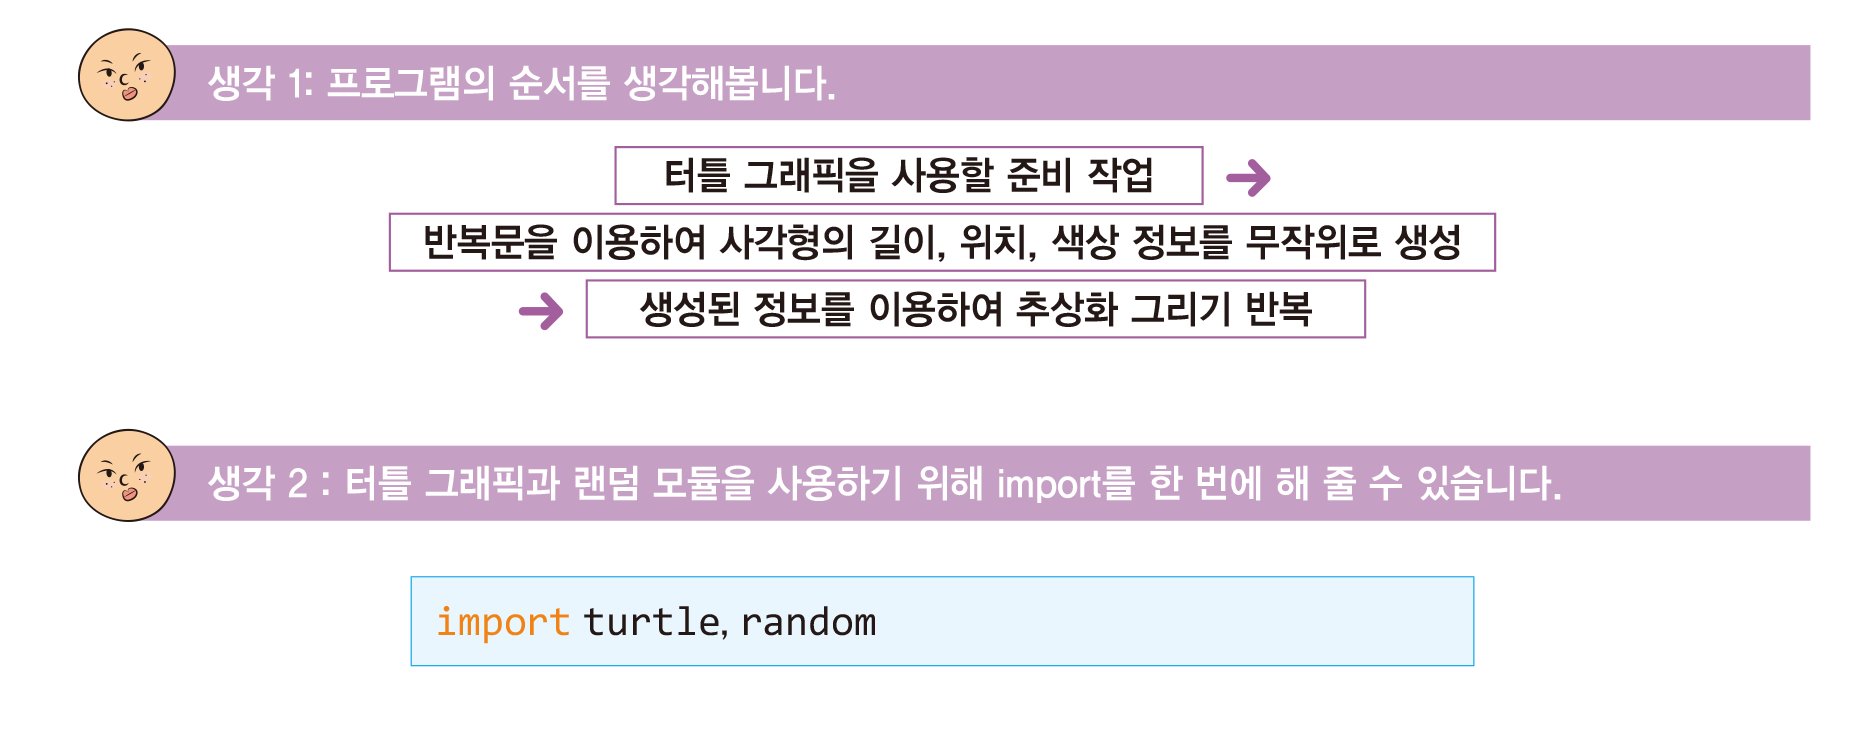 생각 1: 프로그램의 순서를 생각해봅니다.
터틀 그래픽을 사용할 준비 작업 ➔
반복문을 이용하여 사각형의 길이, 위치, 색상 정보를 무작위로 생성
➔ 생성된 정보를 이용하여 추상화 그리기 반복
생각 2 : 터틀 그래픽과 랜덤 모듈을 사용하기 위해 import를 한 번에 해 줄 수 있습니다.
import turtle, random